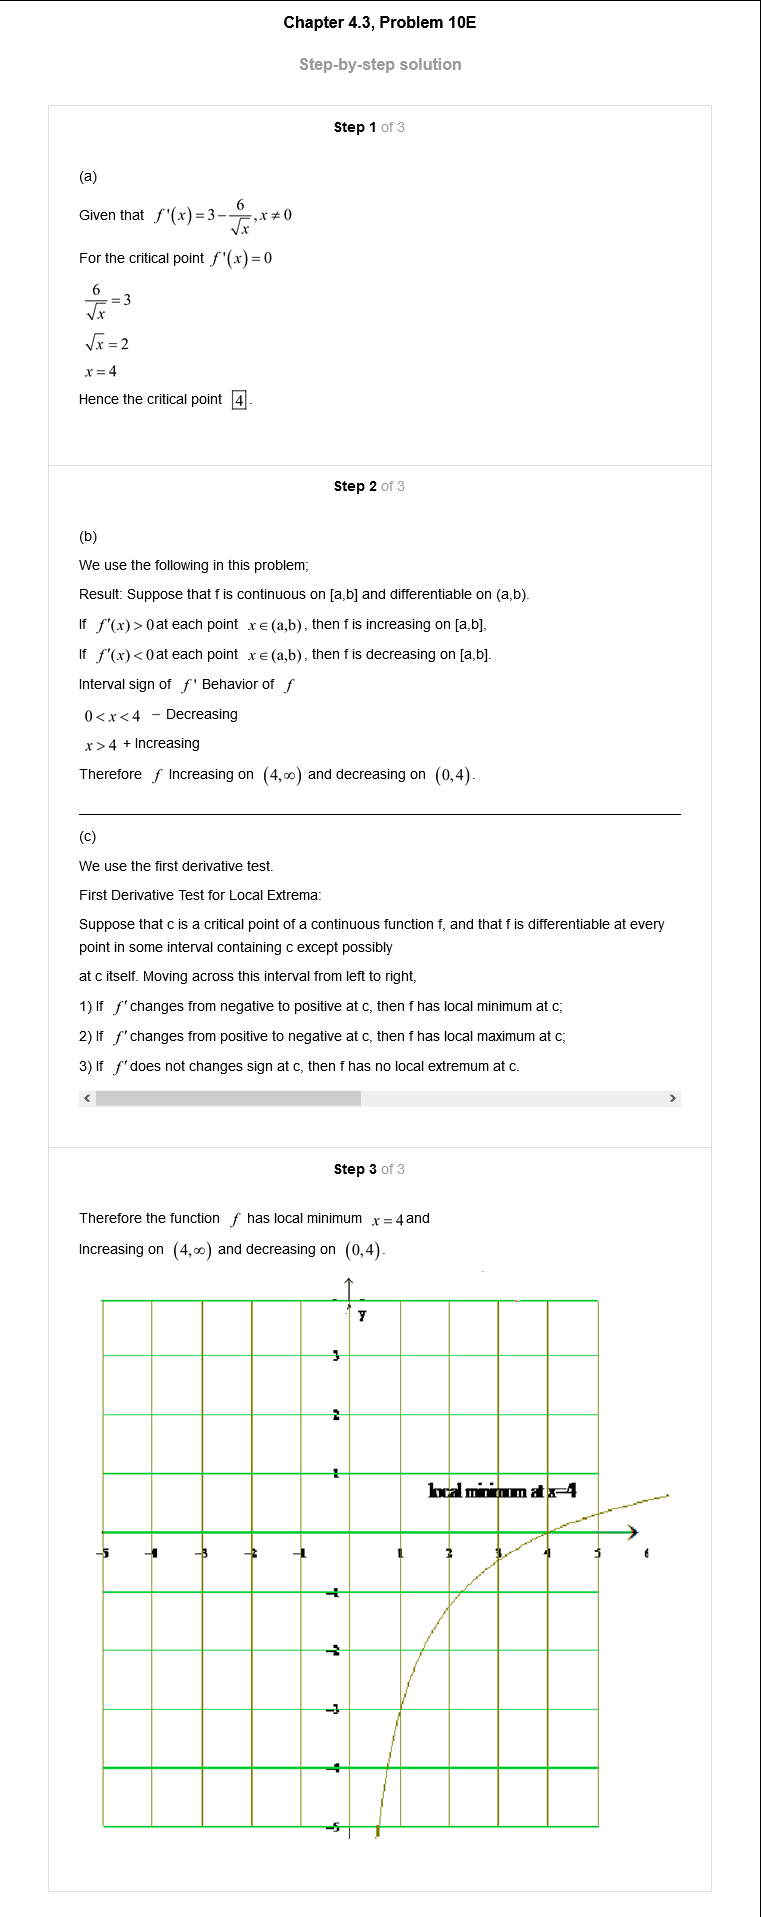 Chapter 4.3, Problem 10E
Step-by-step solution
Step 1 of 3
(a)
Given that f'(x)=3-6/√x, x≠0
For the critical point f'(x)=0
6/√x=3
√x=2
x=4
Hence the critical point 4.
Step 2 of 3
(b)
We use the following in this problem;
Result: Suppose that f is continuous on [a,b] and differentiable on (a,b).
If f′(x)>0 at each point x∈(a,b), then f is increasing on [a,b],
If f′(x)<0 at each point x∈(a,b), then f is decreasing on [a,b].
Interval sign of f' Behavior of f
0<x<4 − Decreasing
x>4 + Increasing
Therefore f Increasing on (4,∞) and decreasing on (0,4).
(c)
We use the first derivative test.
First Derivative Test for Local Extrema:
Suppose that c is a critical point of a continuous function f, and that f is differentiable at every
point in some interval containing c except possibly
at c itself. Moving across this interval from left to right,
1) If f′ changes from negative to positive at c, then f has local minimum at c;
2) If f′ changes from positive to negative at c, then f has local maximum at c;
3) If f′ does not changes sign at c, then f has no local extremum at c.
Step 3 of 3
Therefore the function f has local minimum x=4 and
Increasing on (4,∞) and decreasing on (0,4).
y
3
2
1
local minimum at x=4
-5 -4 -3 -2 -1 1 2 3 4 5 6
-1
-2
-3
-4
-5